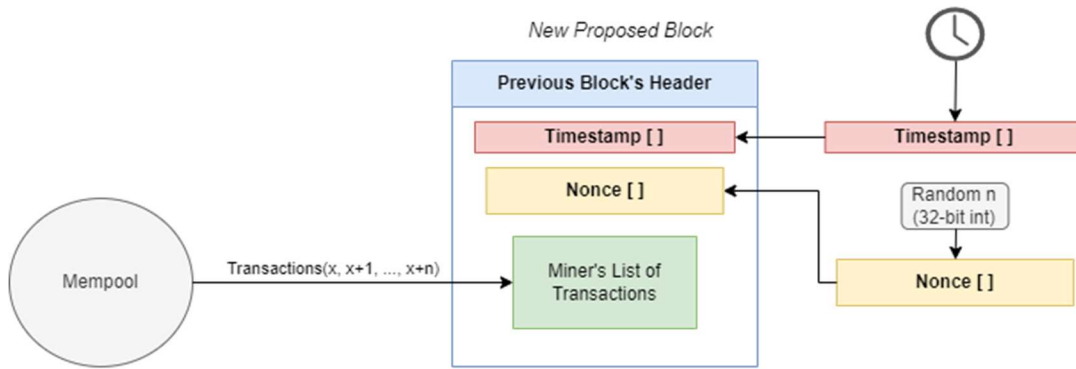 New Proposed Block
Previous Block's Header
Timestamp [ ]
Timestamp [ ]
Nonce [ ]
Random n
(32-bit int)
Transactions(x, x+1, ..., x+n)
Mempool
Miner's List of
Transactions
Nonce [ ]